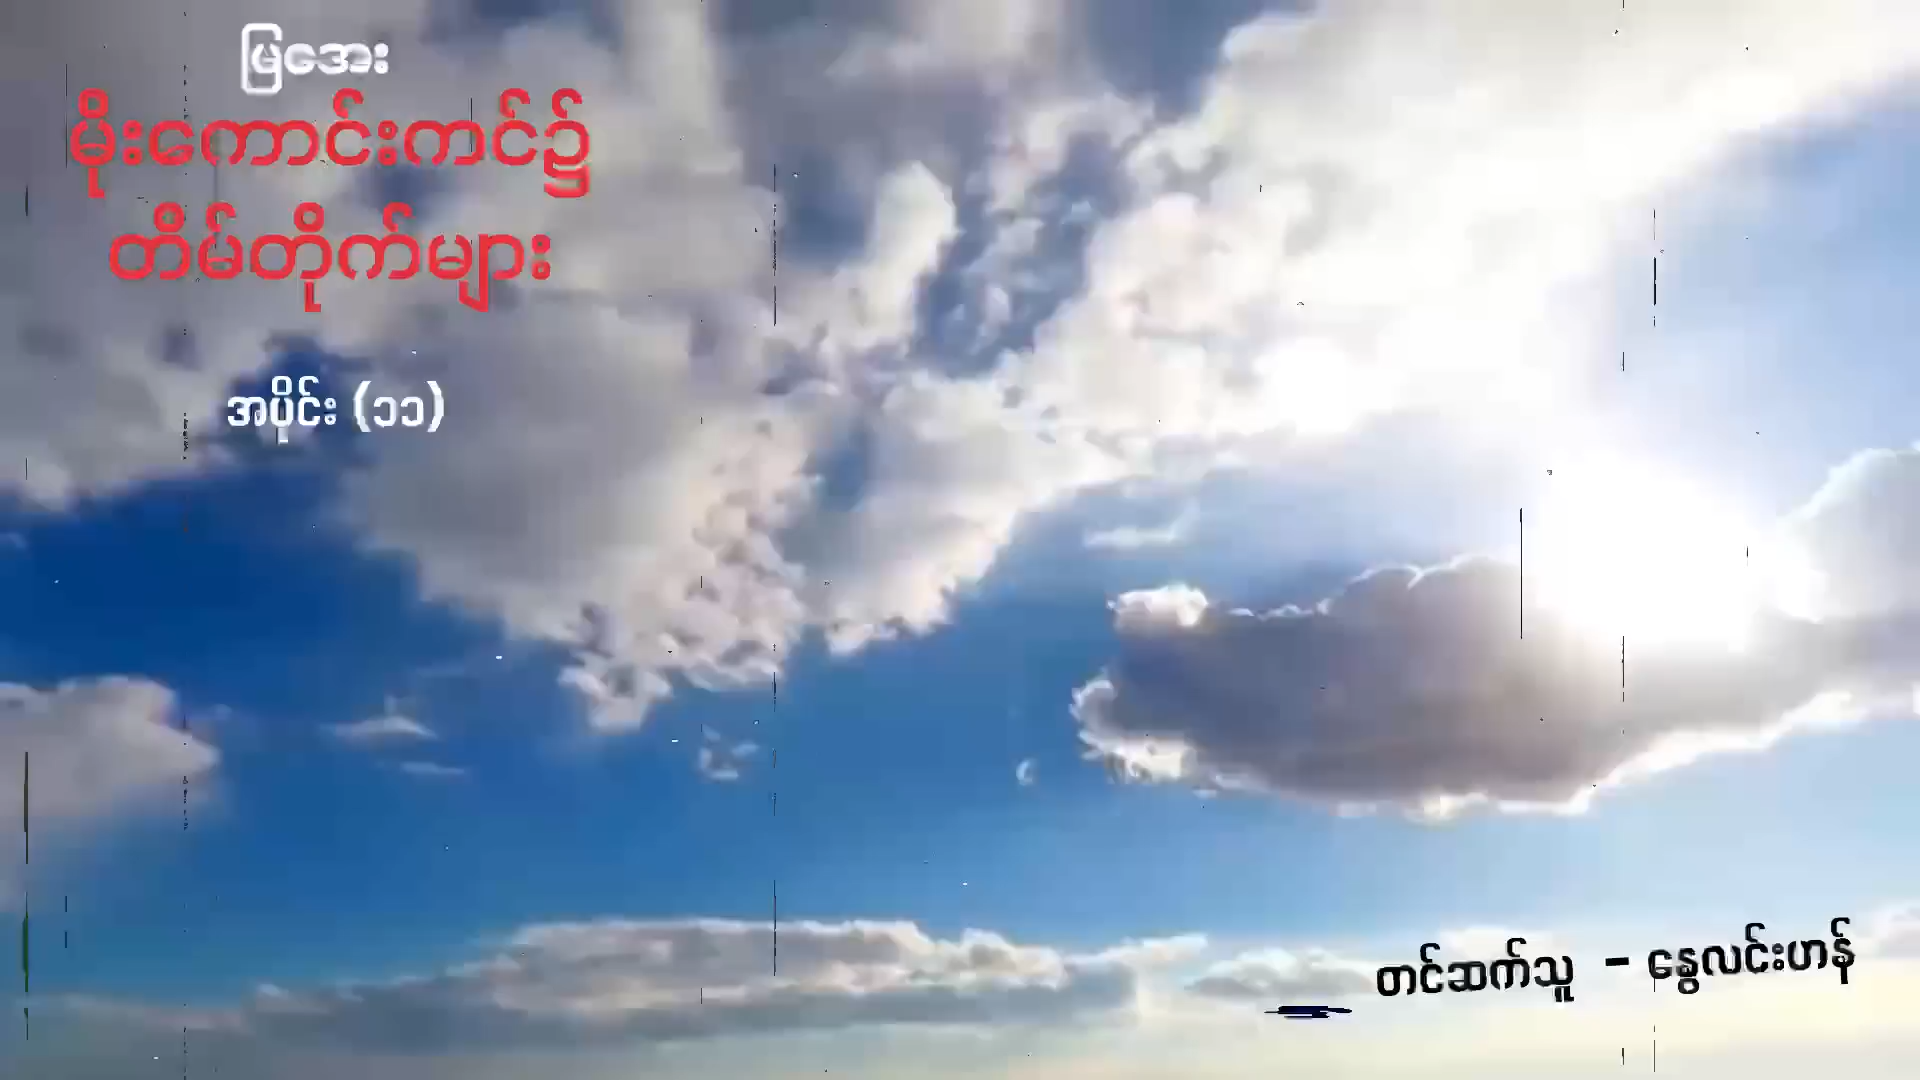 မြအေး
မိုးကောင်းကင်၌
တိမ်တိုက်များ
အပိုင်း (၁၁)
တင်ဆက်သူ - နွေလင်းဟန်